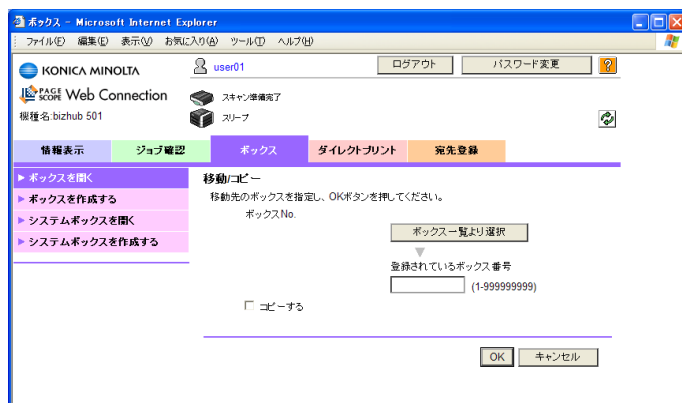 ボックス - Microsoft Internet Explorer
ファイル(F) 編集(E) 表示(V) お気に入り(A) ツール(T) ヘルプ(H)
KONICA MINOLTA
user01
ログアウト
パスワード変更
?
PAGE SCOPE Web Connection
スキャン準備完了
機種名:bizhub 501
スリープ
情報表示
ジョブ確認
ボックス
ダイレクトプリント
宛先登録
ボックスを開く
ボックスを作成する
システムボックスを開く
システムボックスを作成する
移動/コピー
移動先のボックスを指定し、OKボタンを押してください。
ボックスNo.
ボックス一覧より選択
登録されているボックス番号
(1-999999999)
コピーする
OK
キャンセル